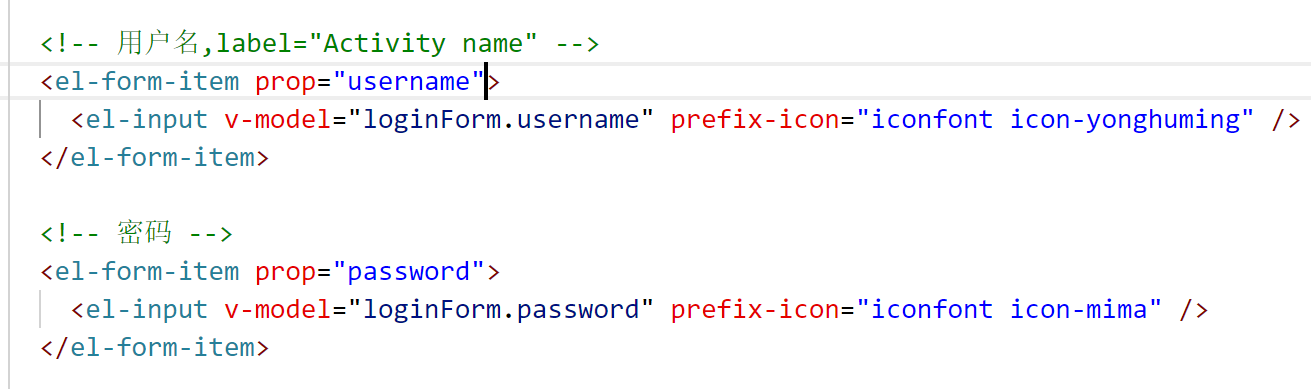 <!-- 用户名,label="Activity name" -->
<el-form-item prop="username">
<el-input v-model="loginForm.username" prefix-icon="iconfont icon-yonghuming" />
</el-form-item>
<!-- 密码 -->
<el-form-item prop="password">
<el-input v-model="loginForm.password" prefix-icon="iconfont icon-mima" />
</el-form-item>